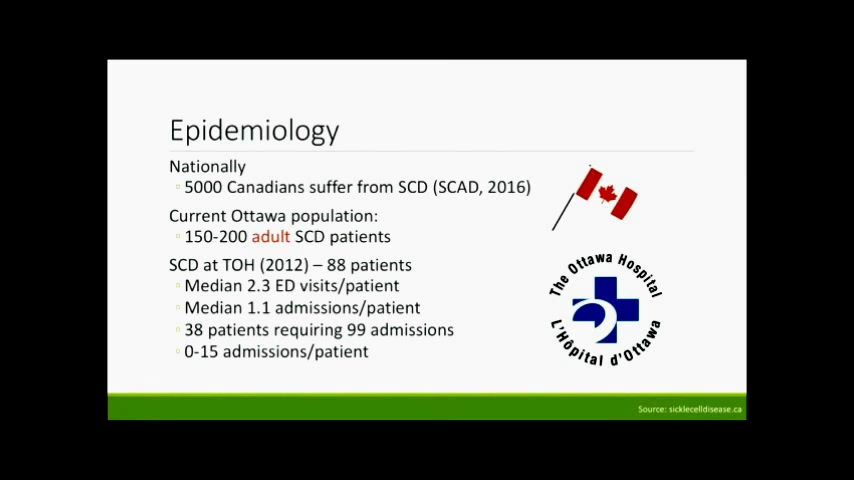 Epidemiology
Nationally
5000 Canadians suffer from SCD (SCAD, 2016)
Current Ottawa population:
150-200 adult SCD patients
SCD at TOH (2012) – 88 patients
Median 2.3 ED visits/patient
Median 1.1 admissions/patient
38 patients requiring 99 admissions
0-15 admissions/patient
The Ottawa Hospital
L'Hôpital d'Ottawa
Source: sicklecelldisease.ca